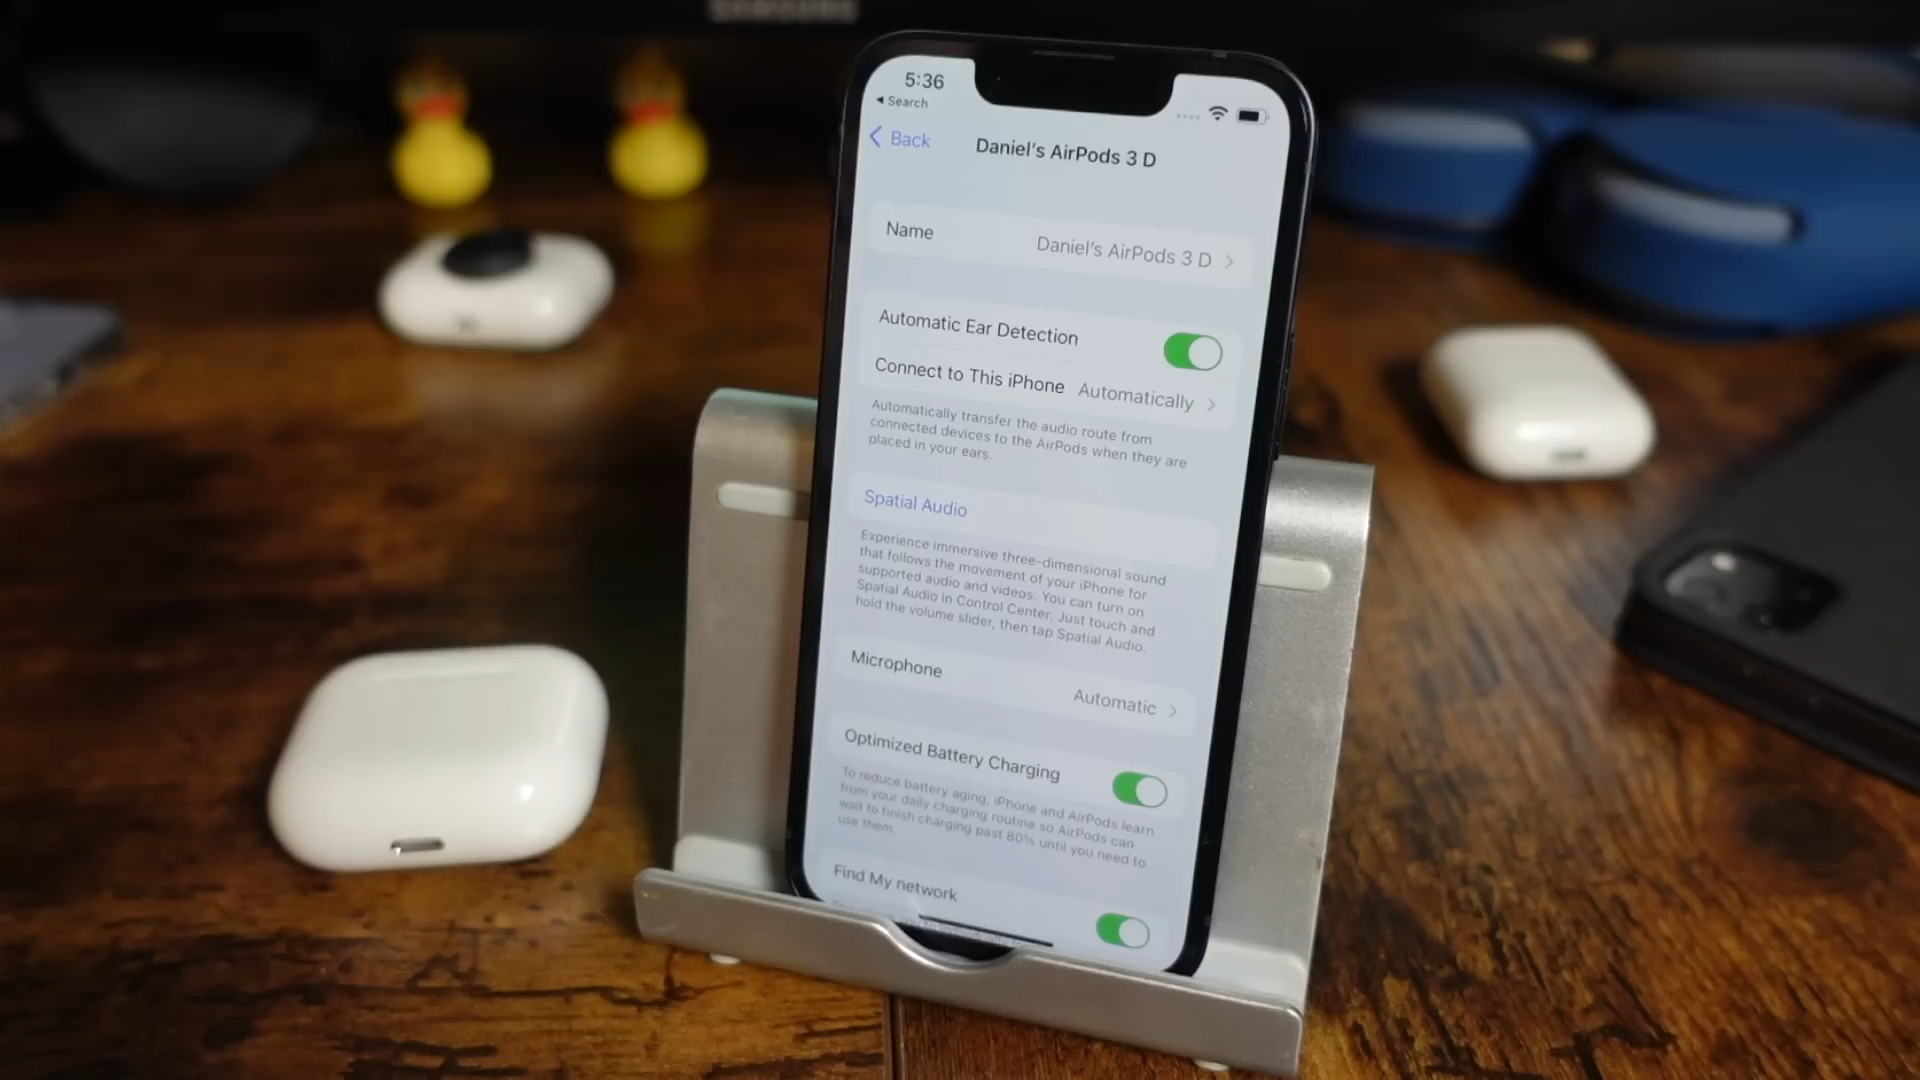 SAMSUNG
5:36
◂ Search
Back
Daniel's AirPods 3 D
Name
Daniel's AirPods 3 D
Automatic Ear Detection
Connect to This iPhone
Automatically
Automatically transfer the audio route from
connected devices to the AirPods when they are
placed in your ears.
Spatial Audio
Experience immersive three-dimensional sound
that follows the movement of your iPhone for
supported audio and videos. You can turn on
Spatial Audio in Control Center. Just touch and
hold the volume slider, then tap Spatial Audio.
Microphone
Automatic
Optimized Battery Charging
To reduce battery aging, iPhone and AirPods learn
from your daily charging routine so AirPods can
wait to finish charging past 80% until you need to
use them.
Find My network